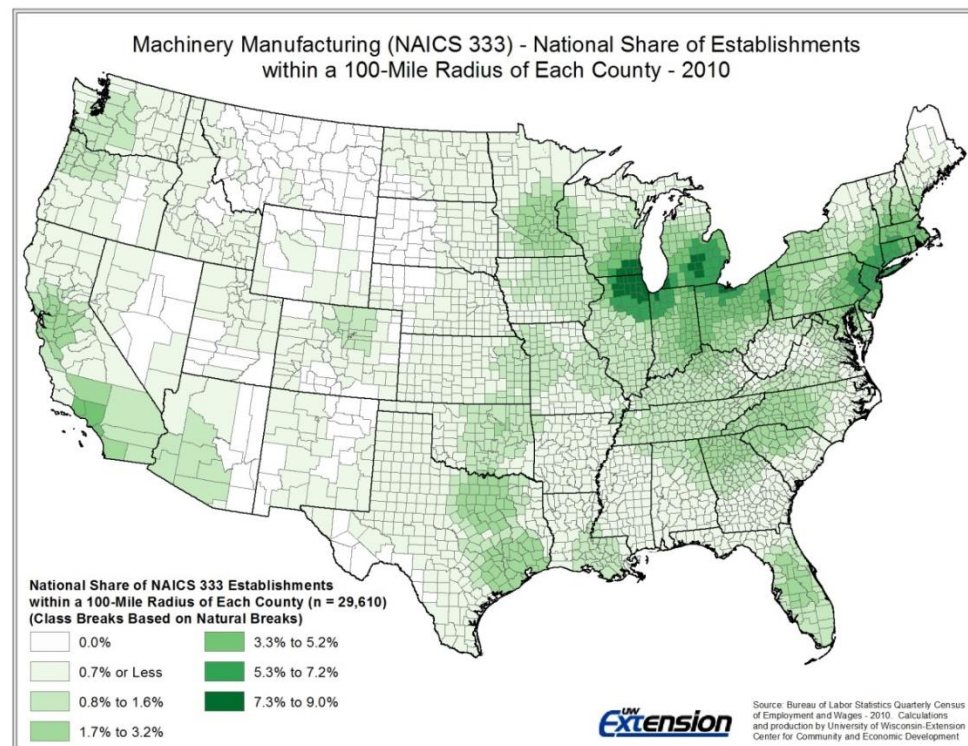 Machinery Manufacturing (NAICS 333) - National Share of Establishments
within a 100-Mile Radius of Each County - 2010
National Share of NAICS 333 Establishments
within a 100-Mile Radius of Each County (n = 29,610)
(Class Breaks Based on Natural Breaks)
0.0%
0.7% or Less
0.8% to 1.6%
1.7% to 3.2%
3.3% to 5.2%
5.3% to 7.2%
7.3% to 9.0%
UW
Extension
Source: Bureau of Labor Statistics Quarterly Census
of Employment and Wages - 2010. Calculations
and production by University of Wisconsin-Extension
Center for Community and Economic Development